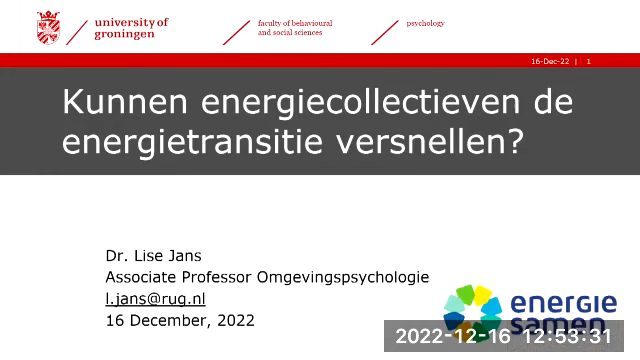 university of
groningen
faculty of behavioural
and social sciences
psychology
16-Dec-22 | 1
Kunnen energiecollectieven de
energietransitie versnellen?
Dr. Lise Jans
Associate Professor Omgevingspsychologie
l.jans@rug.nl
16 December, 2022
energie
samen
2022-12-16 12:53:31